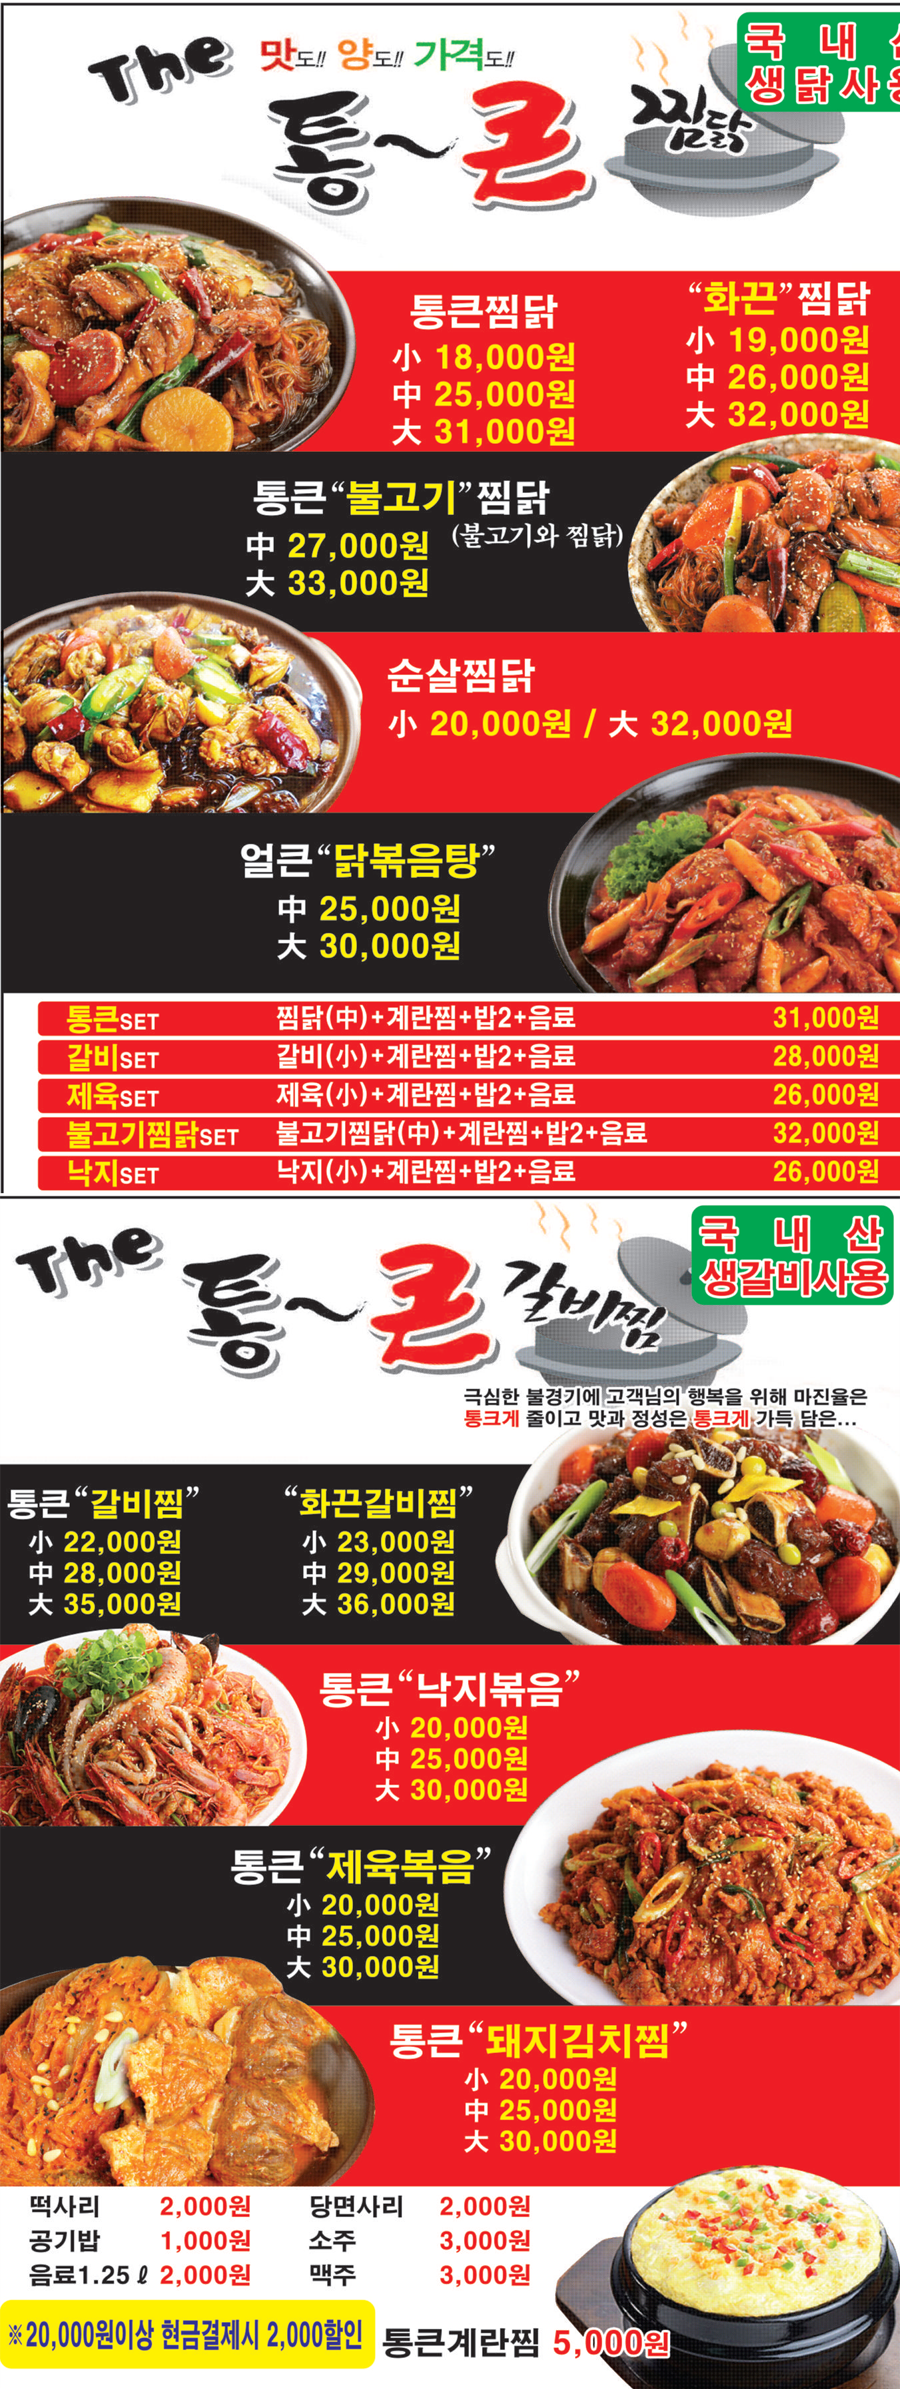 The 맛도!! 양도!! 가격도!!
통~큰 찜닭
국 내
생닭사용
통큰찜닭
小 18,000원
中 25,000원
大 31,000원
“화끈”찜닭
小 19,000원
中 26,000원
大 32,000원
통큰“불고기”찜닭
(불고기와 찜닭)
中 27,000원
大 33,000원
순살찜닭
小 20,000원 / 大 32,000원
얼큰“닭볶음탕”
中 25,000원
大 30,000원
통큰SET 찜닭(中)+계란찜+밥2+음료 31,000원
갈비SET 갈비(小)+계란찜+밥2+음료 28,000원
제육SET 제육(小)+계란찜+밥2+음료 26,000원
불고기찜닭SET 불고기찜닭(中)+계란찜+밥2+음료 32,000원
낙지SET 낙지(小)+계란찜+밥2+음료 26,000원
The 통~큰 갈비찜
국 내 산
생갈비사용
극심한 불경기에 고객님의 행복을 위해 마진율은
통크게 줄이고 맛과 정성은 통크게 가득 담은...
통큰“갈비찜”
小 22,000원
中 28,000원
大 35,000원
“화끈갈비찜”
小 23,000원
中 29,000원
大 36,000원
통큰“낙지볶음”
小 20,000원
中 25,000원
大 30,000원
통큰“제육복음”
小 20,000원
中 25,000원
大 30,000원
통큰“돼지김치찜”
小 20,000원
中 25,000원
大 30,000원
떡사리 2,000원 당면사리 2,000원
공기밥 1,000원 소주 3,000원
음료1.25ℓ 2,000원 맥주 3,000원
※20,000원이상 현금결제시 2,000할인
통큰계란찜 5,000원